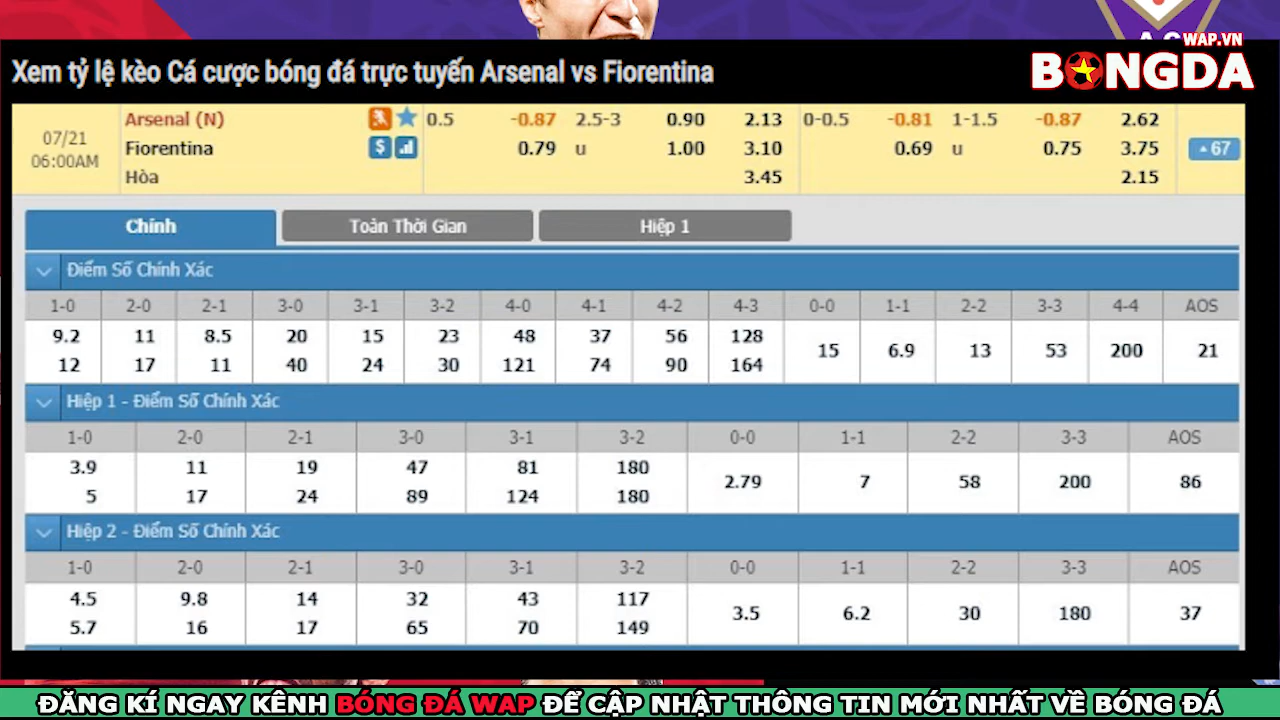 A C
WAP.VN
BONGDA
Xem tỷ lệ kèo Cá cược bóng đá trực tuyến Arsenal vs Fiorentina
07/21
06:00AM
Arsenal (N) 0.5 -0.87 2.5-3 0.90 2.13 0-0.5 -0.81 1-1.5 -0.87 2.62
Fiorentina $ 0.79 u 1.00 3.10 0.69 u 0.75 3.75 67
Hòa 3.45 2.15
Chính Toàn Thời Gian Hiệp 1
Điểm Số Chính Xác
1-0 2-0 2-1 3-0 3-1 3-2 4-0 4-1 4-2 4-3 0-0 1-1 2-2 3-3 4-4 AOS
9.2 11 8.5 20 15 23 48 37 56 128
15 6.9 13 53 200 21
12 17 11 40 24 30 121 74 90 164
Hiệp 1 - Điểm Số Chính Xác
1-0 2-0 2-1 3-0 3-1 3-2 0-0 1-1 2-2 3-3 AOS
3.9 11 19 47 81 180
2.79 7 58 200 86
5 17 24 89 124 180
Hiệp 2 - Điểm Số Chính Xác
1-0 2-0 2-1 3-0 3-1 3-2 0-0 1-1 2-2 3-3 AOS
4.5 9.8 14 32 43 117
3.5 6.2 30 180 37
5.7 16 17 65 70 149
ĐĂNG KÍ NGAY KÊNH BÓNG ĐÁ WAP ĐỂ CẬP NHẬT THÔNG TIN MỚI NHẤT VỀ BÓNG ĐÁ